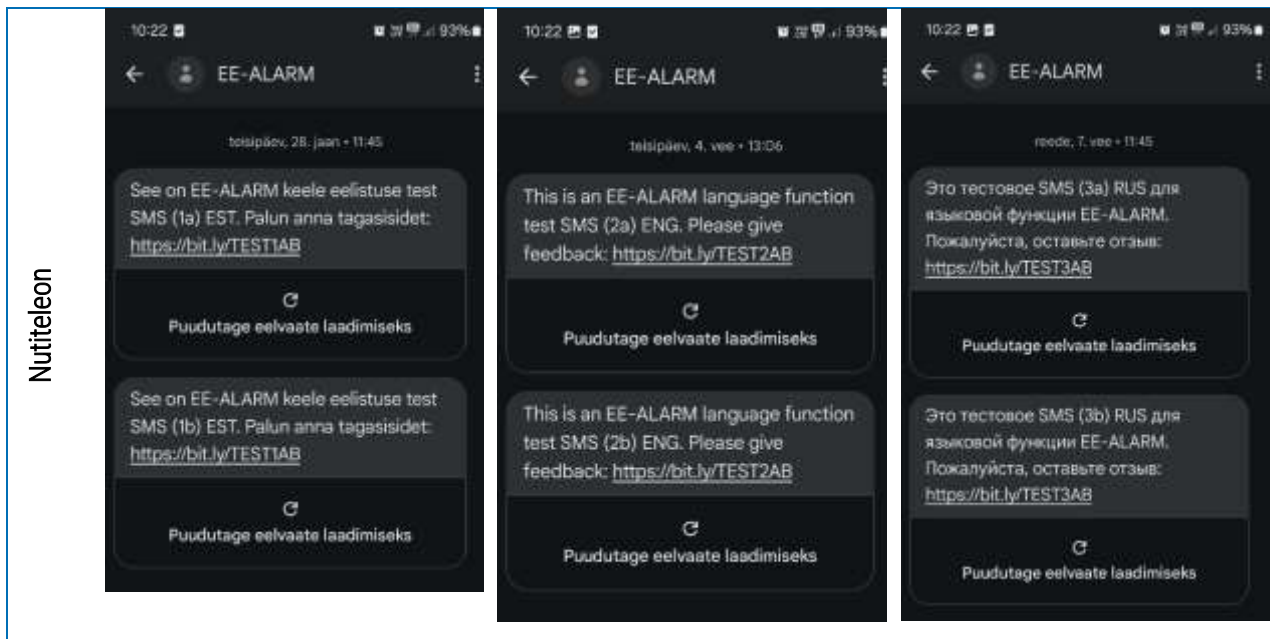 Nutiteleon
10:22
93%
EE-ALARM
teisipäev, 28. jaan • 11:45
See on EE-ALARM keele eelistuse test
SMS (1a) EST. Palun anna tagasisidet:
https://bit.ly/TEST1AB
Puudutage eelvaate laadimiseks
See on EE-ALARM keele eelistuse test
SMS (1b) EST. Palun anna tagasisidet:
https://bit.ly/TEST1AB
Puudutage eelvaate laadimiseks
10:22
93%
EE-ALARM
teisipäev, 4. vee • 13:06
This is an EE-ALARM language function
test SMS (2a) ENG. Please give
feedback: https://bit.ly/TEST2AB
Puudutage eelvaate laadimiseks
This is an EE-ALARM language function
test SMS (2b) ENG. Please give
feedback: https://bit.ly/TEST2AB
Puudutage eelvaate laadimiseks
10:22
93%
EE-ALARM
reede, 7. vee • 11:45
Это тестовое SMS (3a) RUS для
языковой функции EE-ALARM.
Пожалуйста, оставьте отзыв:
https://bit.ly/TEST3AB
Puudutage eelvaate laadimiseks
Это тестовое SMS (3b) RUS для
языковой функции EE-ALARM.
Пожалуйста, оставьте отзыв:
https://bit.ly/TEST3AB
Puudutage eelvaate laadimiseks